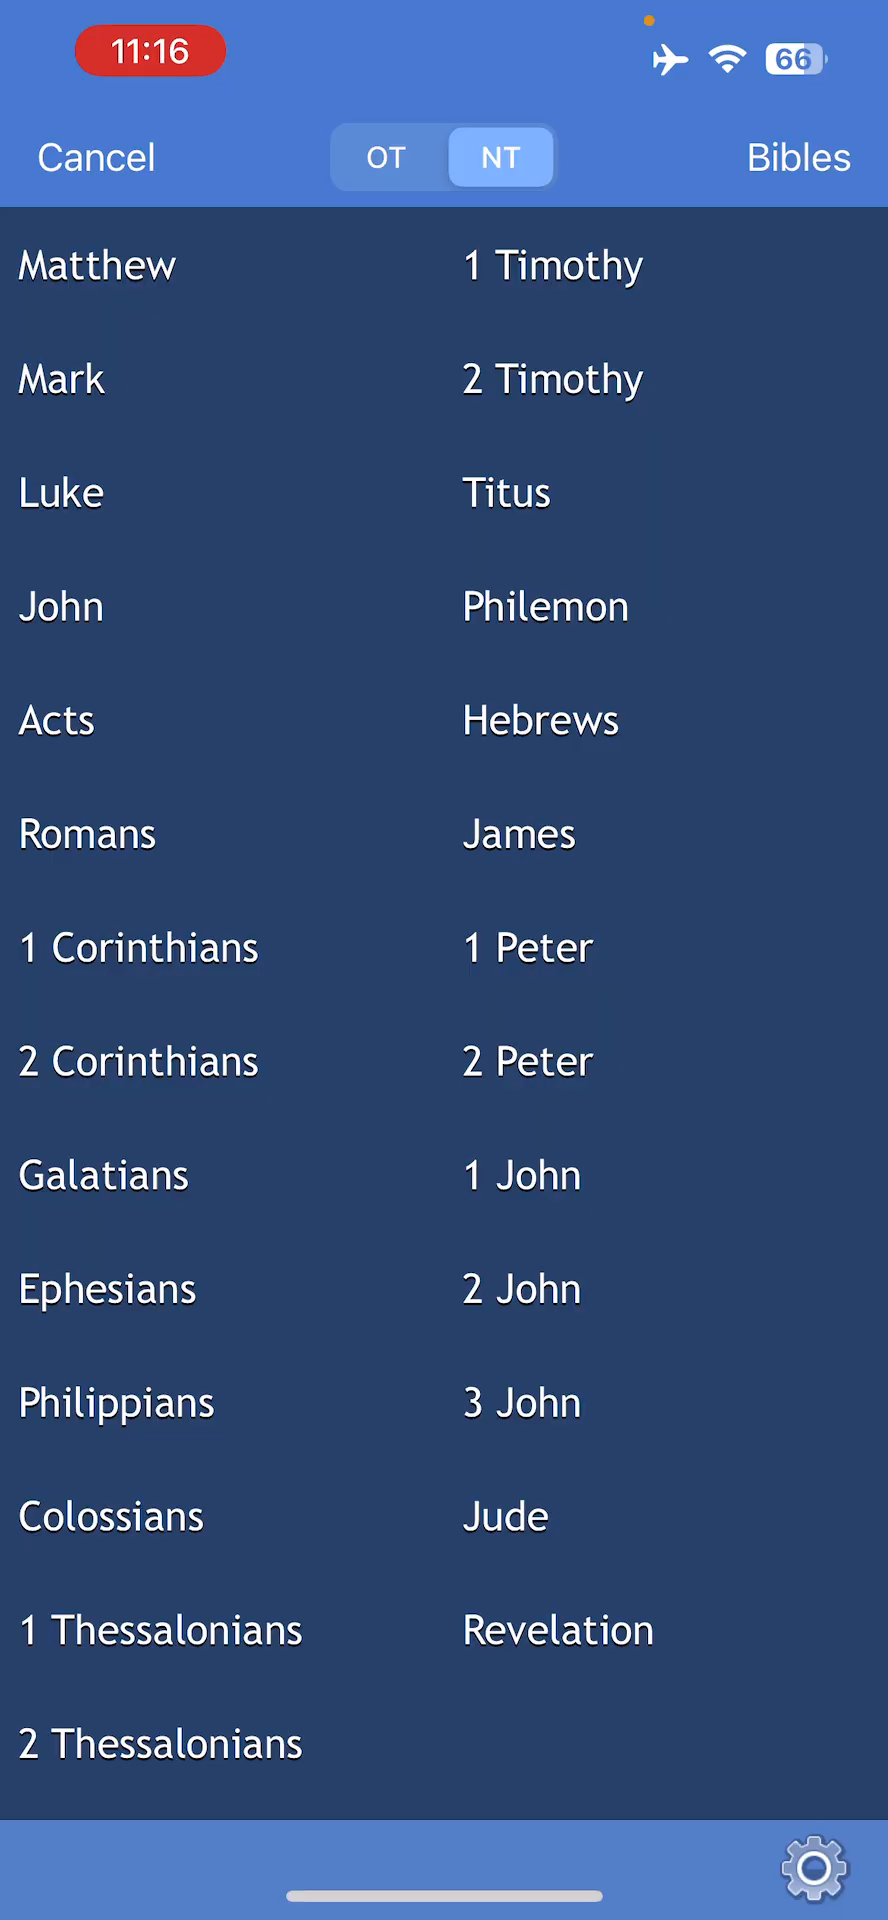 11:16
66
Cancel
OT
NT
Bibles
Matthew
Mark
Luke
John
Acts
Romans
1 Corinthians
2 Corinthians
Galatians
Ephesians
Philippians
Colossians
1 Thessalonians
2 Thessalonians
1 Timothy
2 Timothy
Titus
Philemon
Hebrews
James
1 Peter
2 Peter
1 John
2 John
3 John
Jude
Revelation